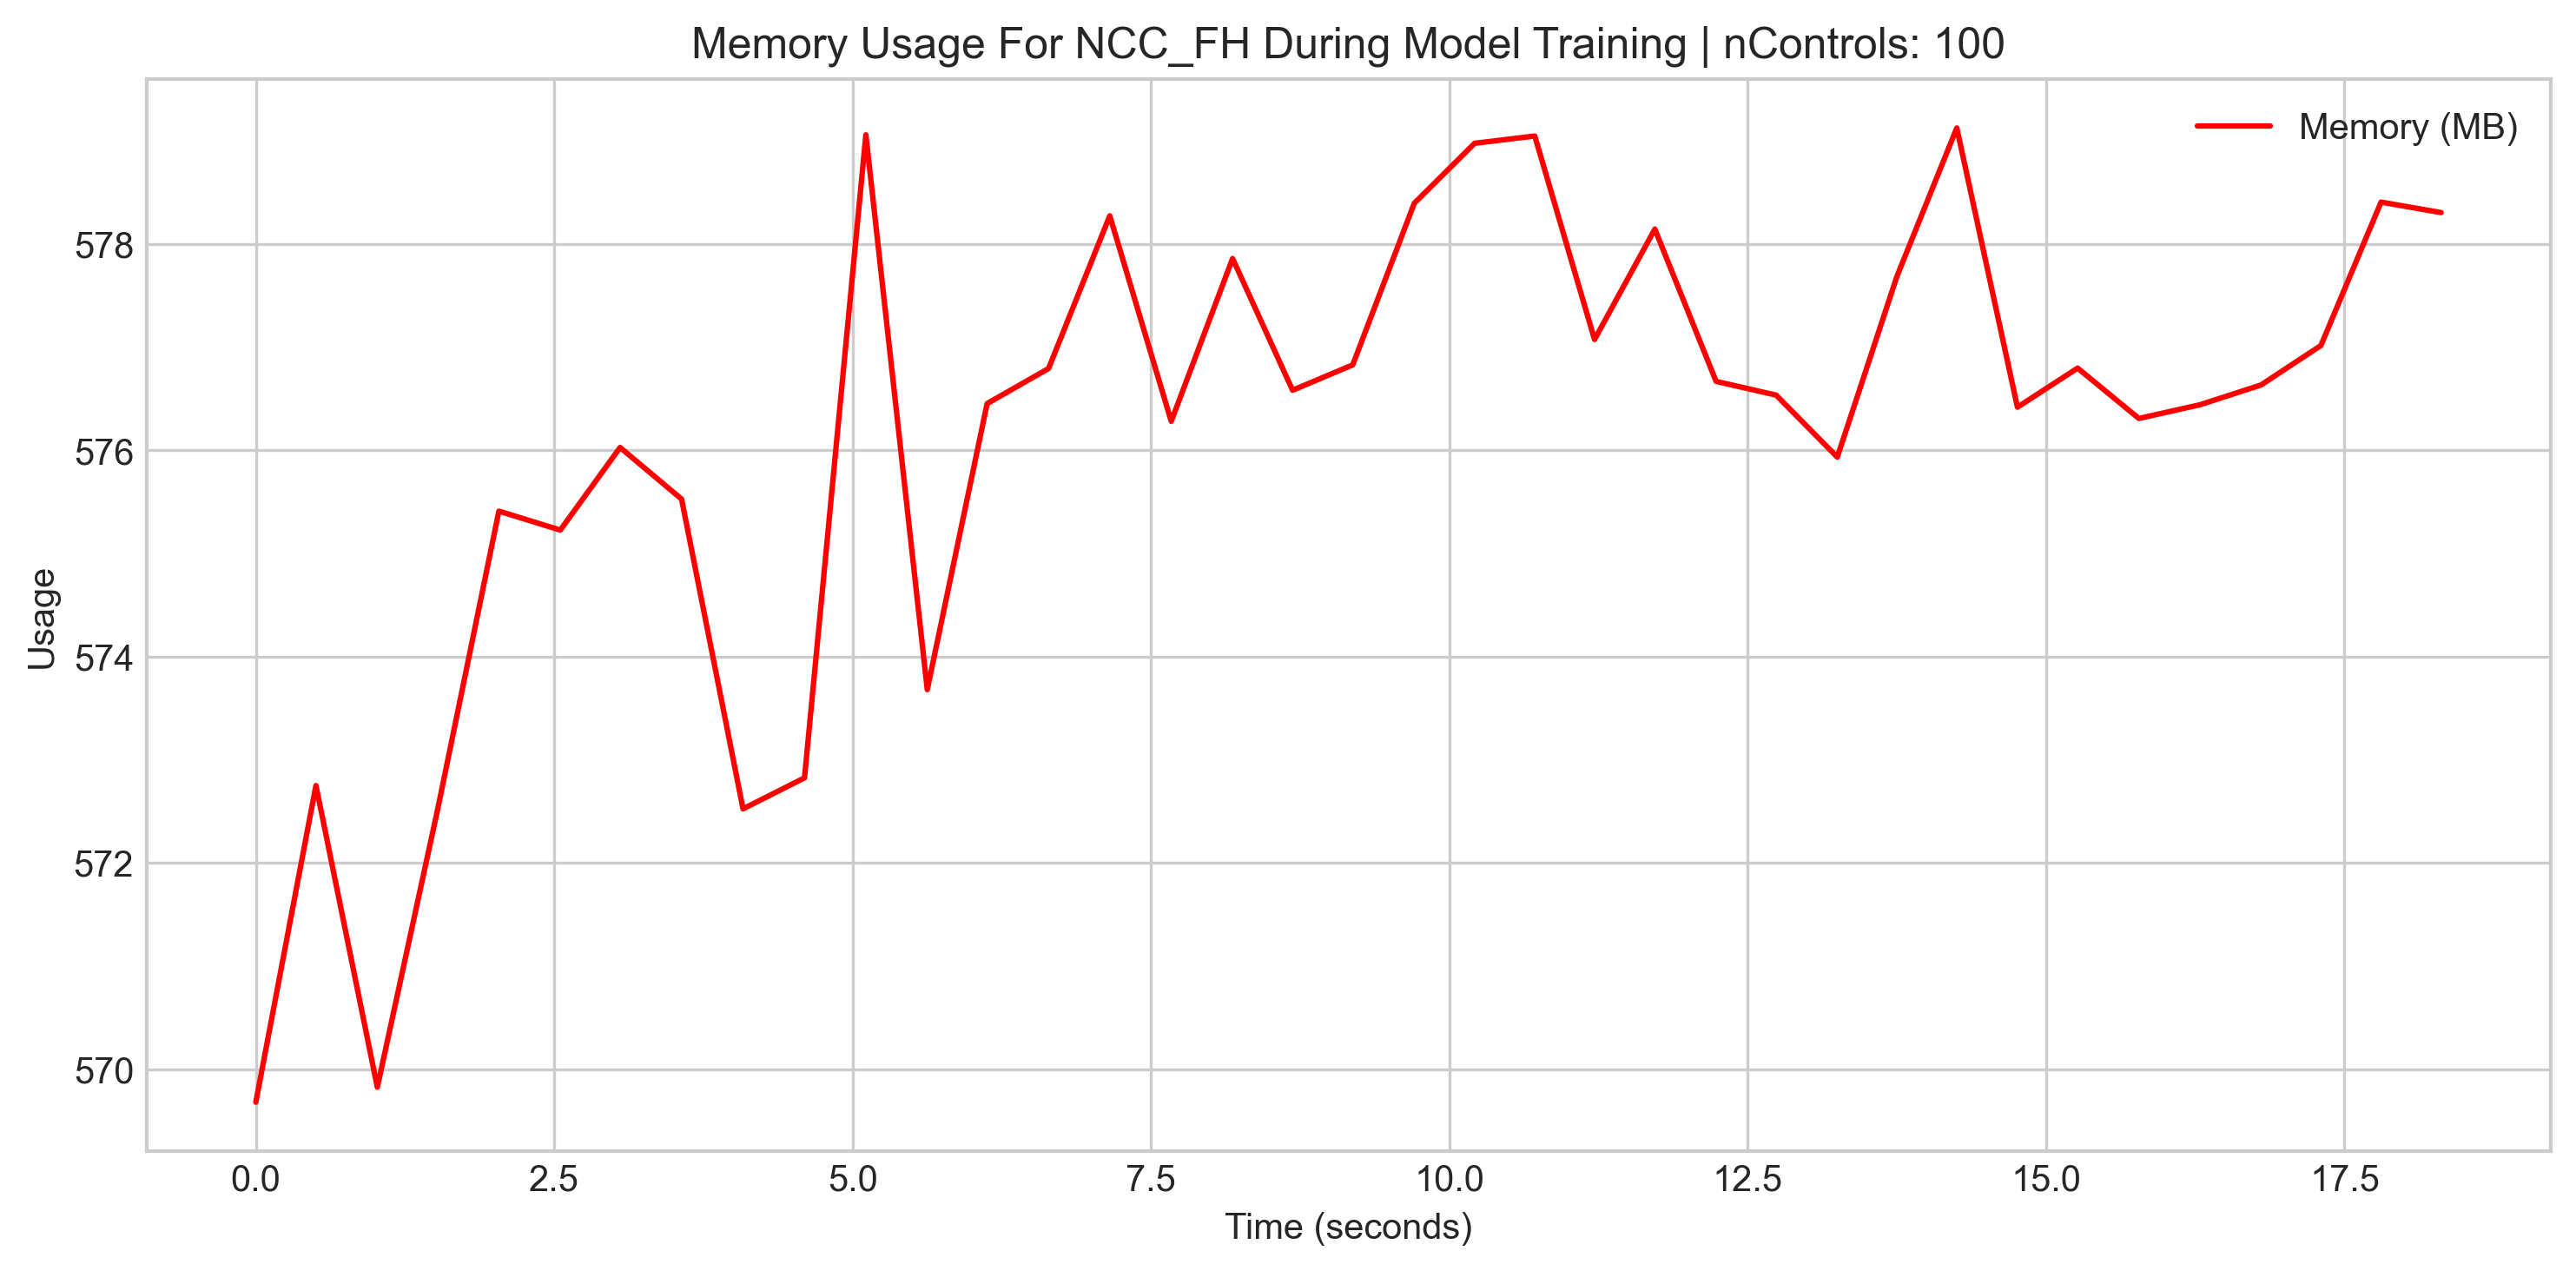 Memory Usage For NCC_FH During Model Training | nControls: 100
Memory (MB)
578
576
574
572
570
Usage
0.0 2.5 5.0 7.5 10.0 12.5 15.0 17.5
Time (seconds)